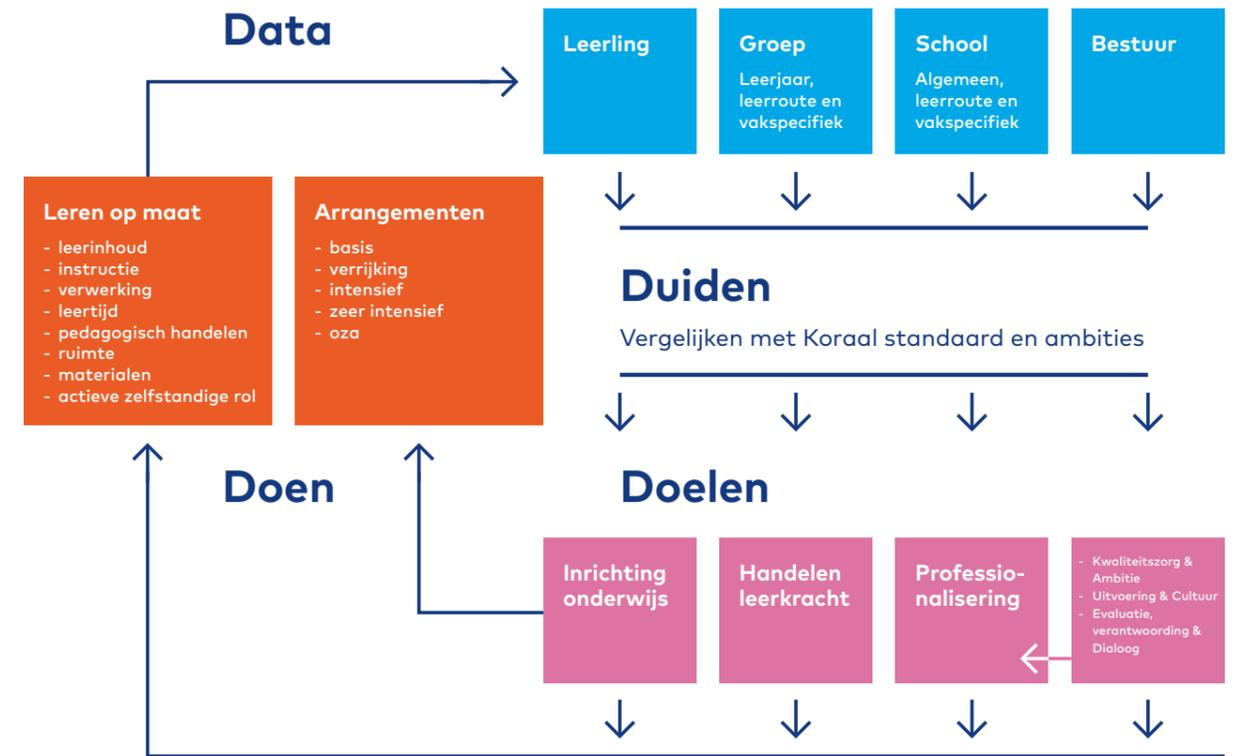 Data
Leerling
Groep
Leerjaar,
leerroute en
vakspecifiek
School
Algemeen,
leerroute en
vakspecifiek
Bestuur
Leren op maat
- leerinhoud
- instructie
- verwerking
- leertijd
- pedagogisch handelen
- ruimte
- materialen
- actieve zelfstandige rol
Arrangementen
- basis
- verrijking
- intensief
- zeer intensief
- oza
Duiden
Vergelijken met Koraal standaard en ambities
Doen
Doelen
Inrichting
onderwijs
Handelen
leerkracht
Professio-
nalisering
- Kwaliteitszorg &
Ambitie
- Uitvoering & Cultuur
- Evaluatie,
verantwoording &
Dialoog